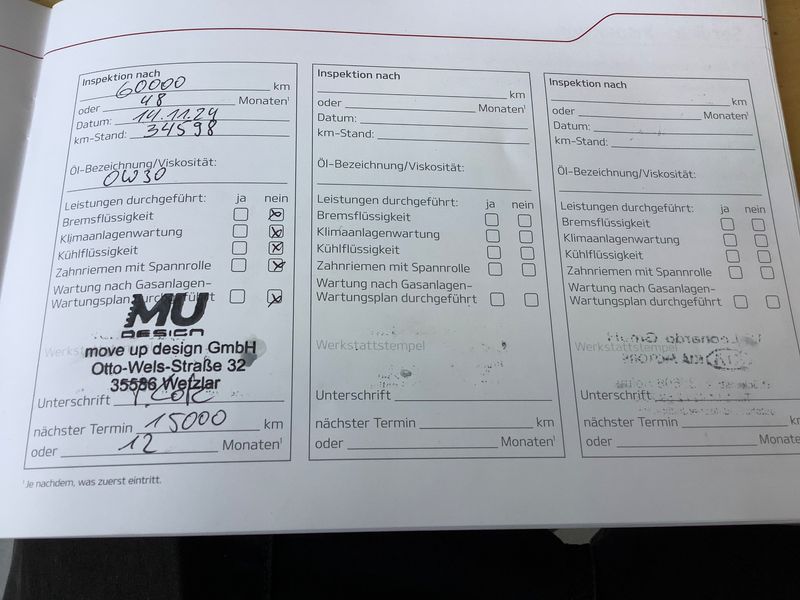 Inspektion nach
60000 km
oder 48 Monaten¹
Datum: 14.11.24
km-Stand: 34598
Öl-Bezeichnung/Viskosität:
0W30
Leistungen durchgeführt: ja nein
Bremsflüssigkeit
Klimaanlagenwartung
Kühlflüssigkeit
Zahnriemen mit Spannrolle
Wartung nach Gasanlagen-
Wartungsplan durchgeführt
MU
DESIGN
move up design GmbH
Otto-Wels-Straße 32
35586 Wetzlar
Unterschrift
nächster Termin 15000 km
oder 12 Monaten¹
Inspektion nach
km
oder Monaten¹
Datum:
km-Stand:
Öl-Bezeichnung/Viskosität:
Leistungen durchgeführt: ja nein
Bremsflüssigkeit
Klimaanlagenwartung
Kühlflüssigkeit
Zahnriemen mit Spannrolle
Wartung nach Gasanlagen-
Wartungsplan durchgeführt
Werkstattstempel
Unterschrift
nächster Termin km
oder Monaten¹
Inspektion nach
km
oder Monaten¹
Datum:
km-Stand:
Öl-Bezeichnung/Viskosität:
Leistungen durchgeführt: ja nein
Bremsflüssigkeit
Klimaanlagenwartung
Kühlflüssigkeit
Zahnriemen mit Spannrolle
Wartung nach Gasanlagen-
Wartungsplan durchgeführt
Werkstattstempel
Unterschrift
nächster Termin km
oder Monate
¹Je nachdem, was zuerst eintritt.